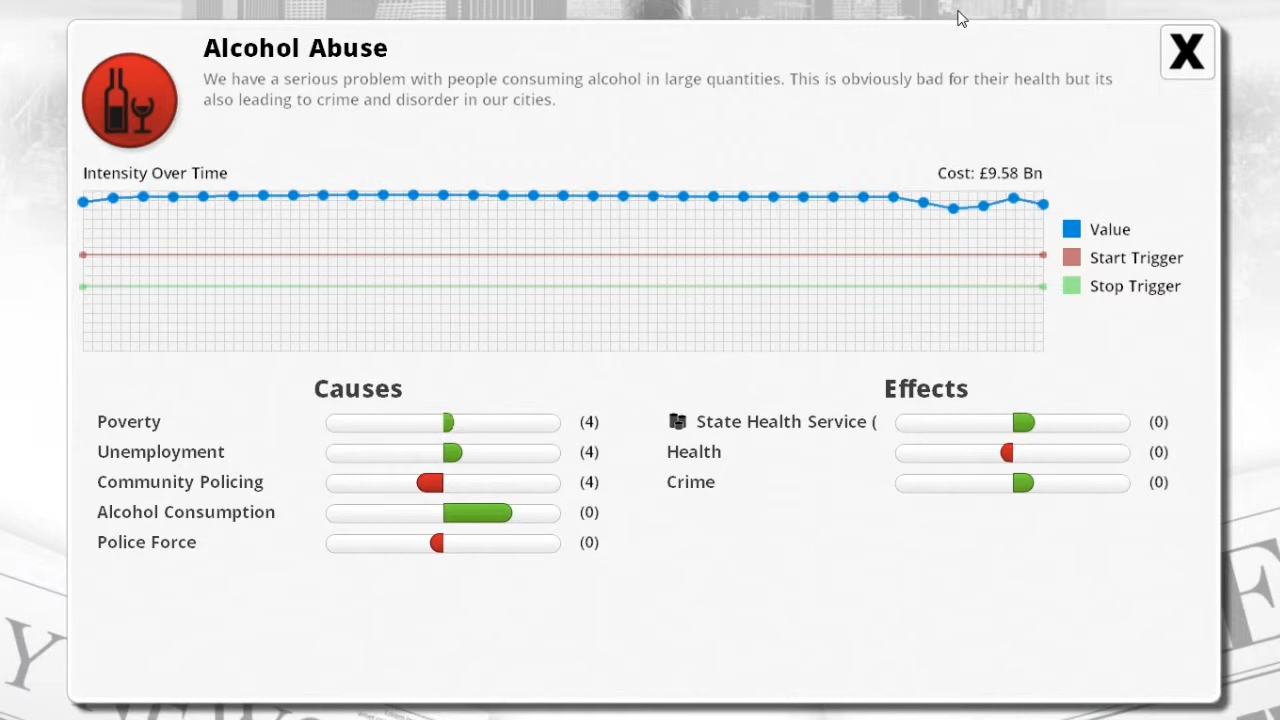 Alcohol Abuse
X
We have a serious problem with people consuming alcohol in large quantities. This is obviously bad for their health but its
also leading to crime and disorder in our cities.
Intensity Over Time
Cost: £9.58 Bn
Value
Start Trigger
Stop Trigger
Causes
Poverty (4)
Unemployment (4)
Community Policing (4)
Alcohol Consumption (0)
Police Force (0)
Effects
State Health Service ( (0)
Health (0)
Crime (0)